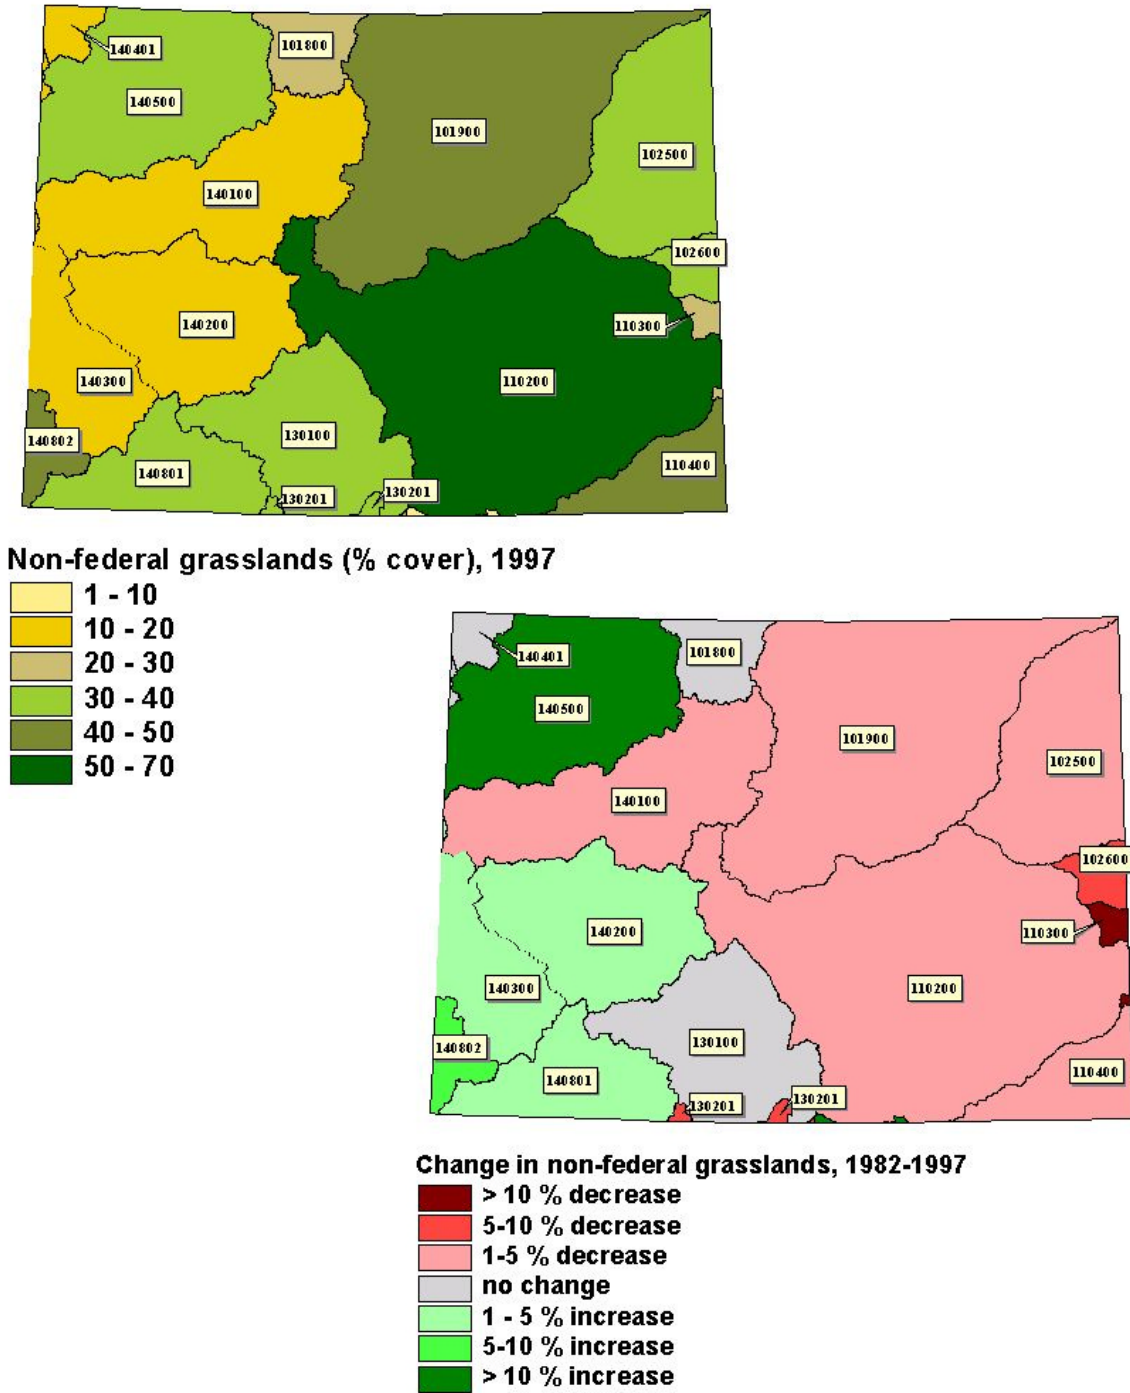 140401
101800
140500
101900
102500
140100
102600
140200
110300
140300
110200
130100
140802
140801
110400
130201
130201
Non-federal grasslands (% cover), 1997
1 - 10
10 - 20
20 - 30
30 - 40
40 - 50
50 - 70
140401
101800
140500
101900
102500
140100
102600
140200
110300
140300
110200
130100
140802
140801
110400
130201
130201
Change in non-federal grasslands, 1982-1997
> 10 % decrease
5-10 % decrease
1-5 % decrease
no change
1 - 5 % increase
5-10 % increase
> 10 % increase